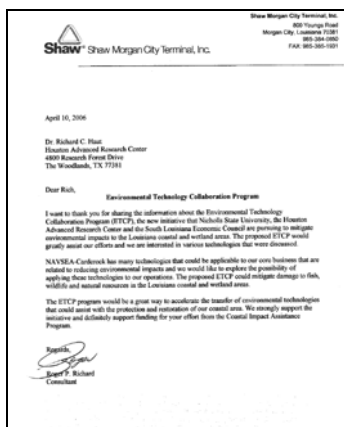 Shaw Morgan City Terminal, Inc.
800 Youngs Road
Morgan City, Louisiana 70381
Shaw® Shaw Morgan City Terminal, Inc.
April 10, 2006
Dr. Richard C. Haut
Houston Advanced Research Center
4800 Research Forest Drive
The Woodlands, TX 77381
Dear Rich,
Environmental Technology Collaboration Program
I want to thank you for sharing the information about the Environmental Technology
Collaboration Program (ETCP), the new initiative that Nicholls State University, the Houston
Advanced Research Center and the South Louisiana Economic Council are pursuing to mitigate
environmental impacts to the Louisiana coastal and wetland areas. The proposed ETCP would
greatly assist our efforts and we are interested in various technologies that were discussed.
NAVSEA-Carderock has many technologies that could be applicable to our core business that are
related to reducing environmental impacts and we would like to explore the possibility of
applying these technologies to our operations. The proposed ETCP could mitigate damage to fish,
wildlife and natural resources in the Louisiana coastal and wetland areas.
The ETCP program would be a great way to accelerate the transfer of environmental technologies
that could assist with the protection and restoration of our coastal area. We strongly support the
initiative and definitely support funding for your effort from the Coastal Impact Assistance
Program.
Regards,
Roger P. Richard
Consultant